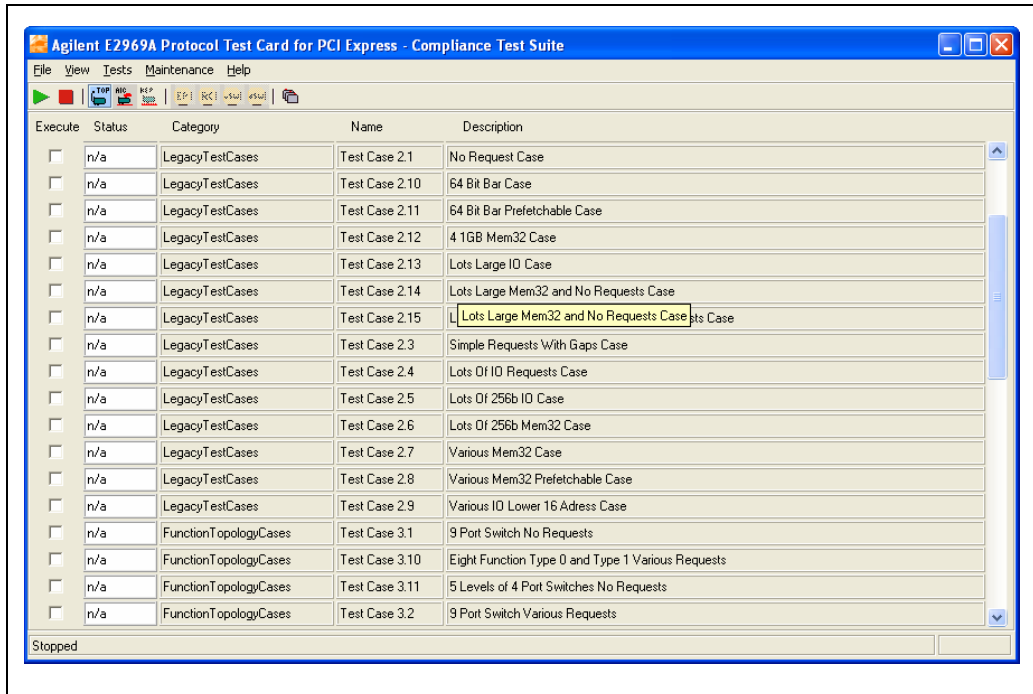 Agilent E2969A Protocol Test Card for PCI Express - Compliance Test Suite
File View Tests Maintenance Help
TOP AIC
Execute Status Category Name Description
n/a LegacyTestCases Test Case 2.1 No Request Case
n/a LegacyTestCases Test Case 2.10 64 Bit Bar Case
n/a LegacyTestCases Test Case 2.11 64 Bit Bar Prefetchable Case
n/a LegacyTestCases Test Case 2.12 4 1GB Mem32 Case
n/a LegacyTestCases Test Case 2.13 Lots Large IO Case
n/a LegacyTestCases Test Case 2.14 Lots Large Mem32 and No Requests Case
n/a LegacyTestCases Test Case 2.15 L Lots Large Mem32 and No Requests Case sts Case
n/a LegacyTestCases Test Case 2.3 Simple Requests With Gaps Case
n/a LegacyTestCases Test Case 2.4 Lots Of IO Requests Case
n/a LegacyTestCases Test Case 2.5 Lots Of 256b IO Case
n/a LegacyTestCases Test Case 2.6 Lots Of 256b Mem32 Case
n/a LegacyTestCases Test Case 2.7 Various Mem32 Case
n/a LegacyTestCases Test Case 2.8 Various Mem32 Prefetchable Case
n/a LegacyTestCases Test Case 2.9 Various IO Lower 16 Adress Case
n/a FunctionTopologyCases Test Case 3.1 9 Port Switch No Requests
n/a FunctionTopologyCases Test Case 3.10 Eight Function Type 0 and Type 1 Various Requests
n/a FunctionTopologyCases Test Case 3.11 5 Levels of 4 Port Switches No Requests
n/a FunctionTopologyCases Test Case 3.2 9 Port Switch Various Requests
Stopped